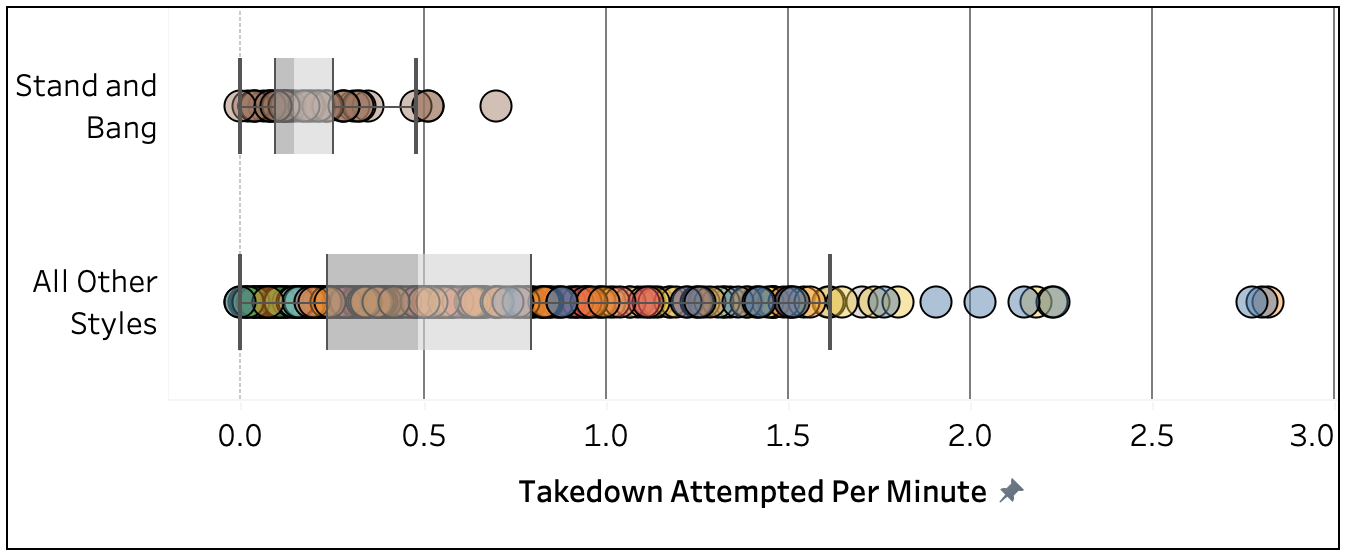 Stand and
Bang
All Other
Styles
0.0 0.5 1.0 1.5 2.0 2.5 3.0
Takedown Attempted Per Minute